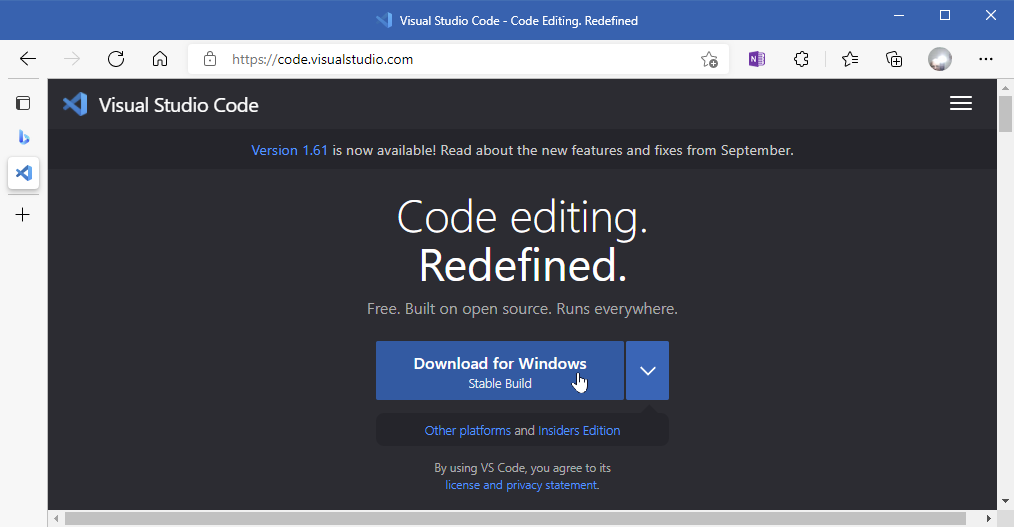 Visual Studio Code - Code Editing. Redefined
https://code.visualstudio.com
Visual Studio Code
Version 1.61 is now available! Read about the new features and fixes from September.
Code editing.
Redefined.
Free. Built on open source. Runs everywhere.
Download for Windows
Stable Build
Other platforms and Insiders Edition
By using VS Code, you agree to its
license and privacy statement.